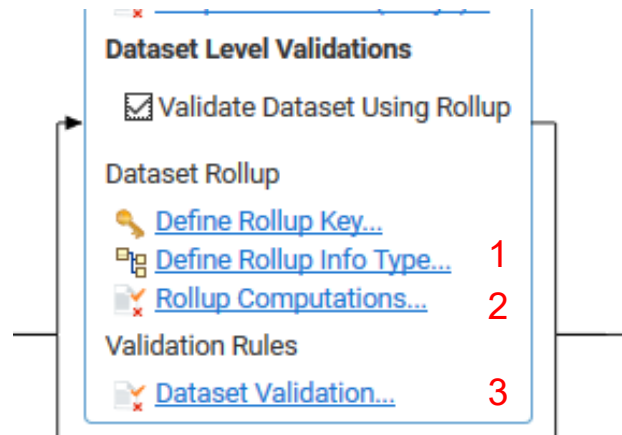 Dataset Level Validations
Validate Dataset Using Rollup
Dataset Rollup
Define Rollup Key...
Define Rollup Info Type... 1
Rollup Computations... 2
Validation Rules
Dataset Validation... 3